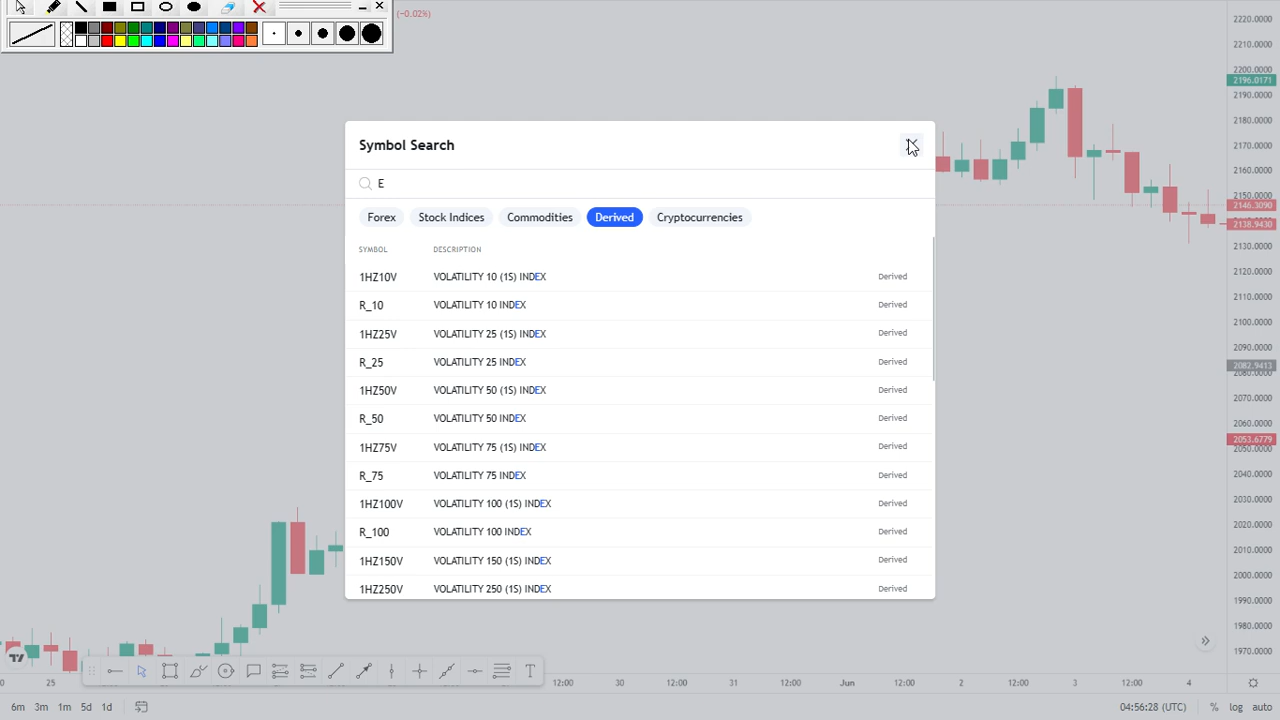 (−0.02%)
2220.0000
2210.0000
2200.0000
2196.0171
2190.0000
2180.0000
2170.0000
2160.0000
2150.0000
2146.3090
2138.9430
2130.0000
2120.0000
2110.0000
2100.0000
2090.0000
2082.9413
2080.0000
2070.0000
2060.0000
2053.6779
2050.0000
2040.0000
2030.0000
2020.0000
2010.0000
2000.0000
1990.0000
1980.0000
1970.0000
Symbol Search
E
Forex Stock Indices Commodities Derived Cryptocurrencies
SYMBOL DESCRIPTION
1HZ10V VOLATILITY 10 (1S) INDEX Derived
R_10 VOLATILITY 10 INDEX Derived
1HZ25V VOLATILITY 25 (1S) INDEX Derived
R_25 VOLATILITY 25 INDEX Derived
1HZ50V VOLATILITY 50 (1S) INDEX Derived
R_50 VOLATILITY 50 INDEX Derived
1HZ75V VOLATILITY 75 (1S) INDEX Derived
R_75 VOLATILITY 75 INDEX Derived
1HZ100V VOLATILITY 100 (1S) INDEX Derived
R_100 VOLATILITY 100 INDEX Derived
1HZ150V VOLATILITY 150 (1S) INDEX Derived
1HZ250V VOLATILITY 250 (1S) INDEX Derived
25 12:00 30 12:00 31 12:00 Jun 12:00 2 12:00 3 12:00 4
6m 3m 1m 5d 1d 04:56:28 (UTC) % log auto